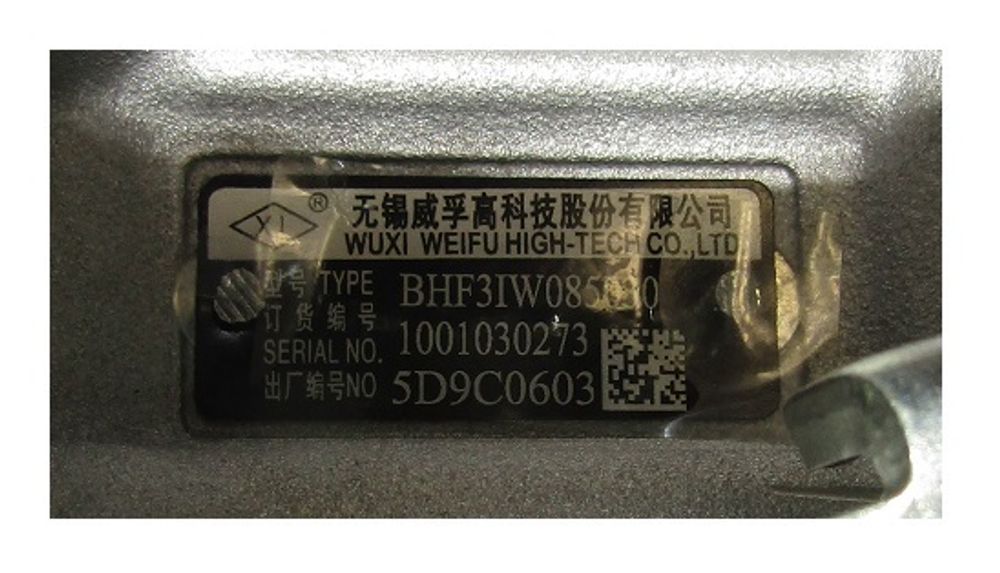 XL ® 无锡威孚高科技股份有限公司
WUXI WEIFU HIGH-TECH CO.,LTD
型号 TYPE
订货编号 1001030273
SERIAL NO.
出厂编号NO 5D9C0603